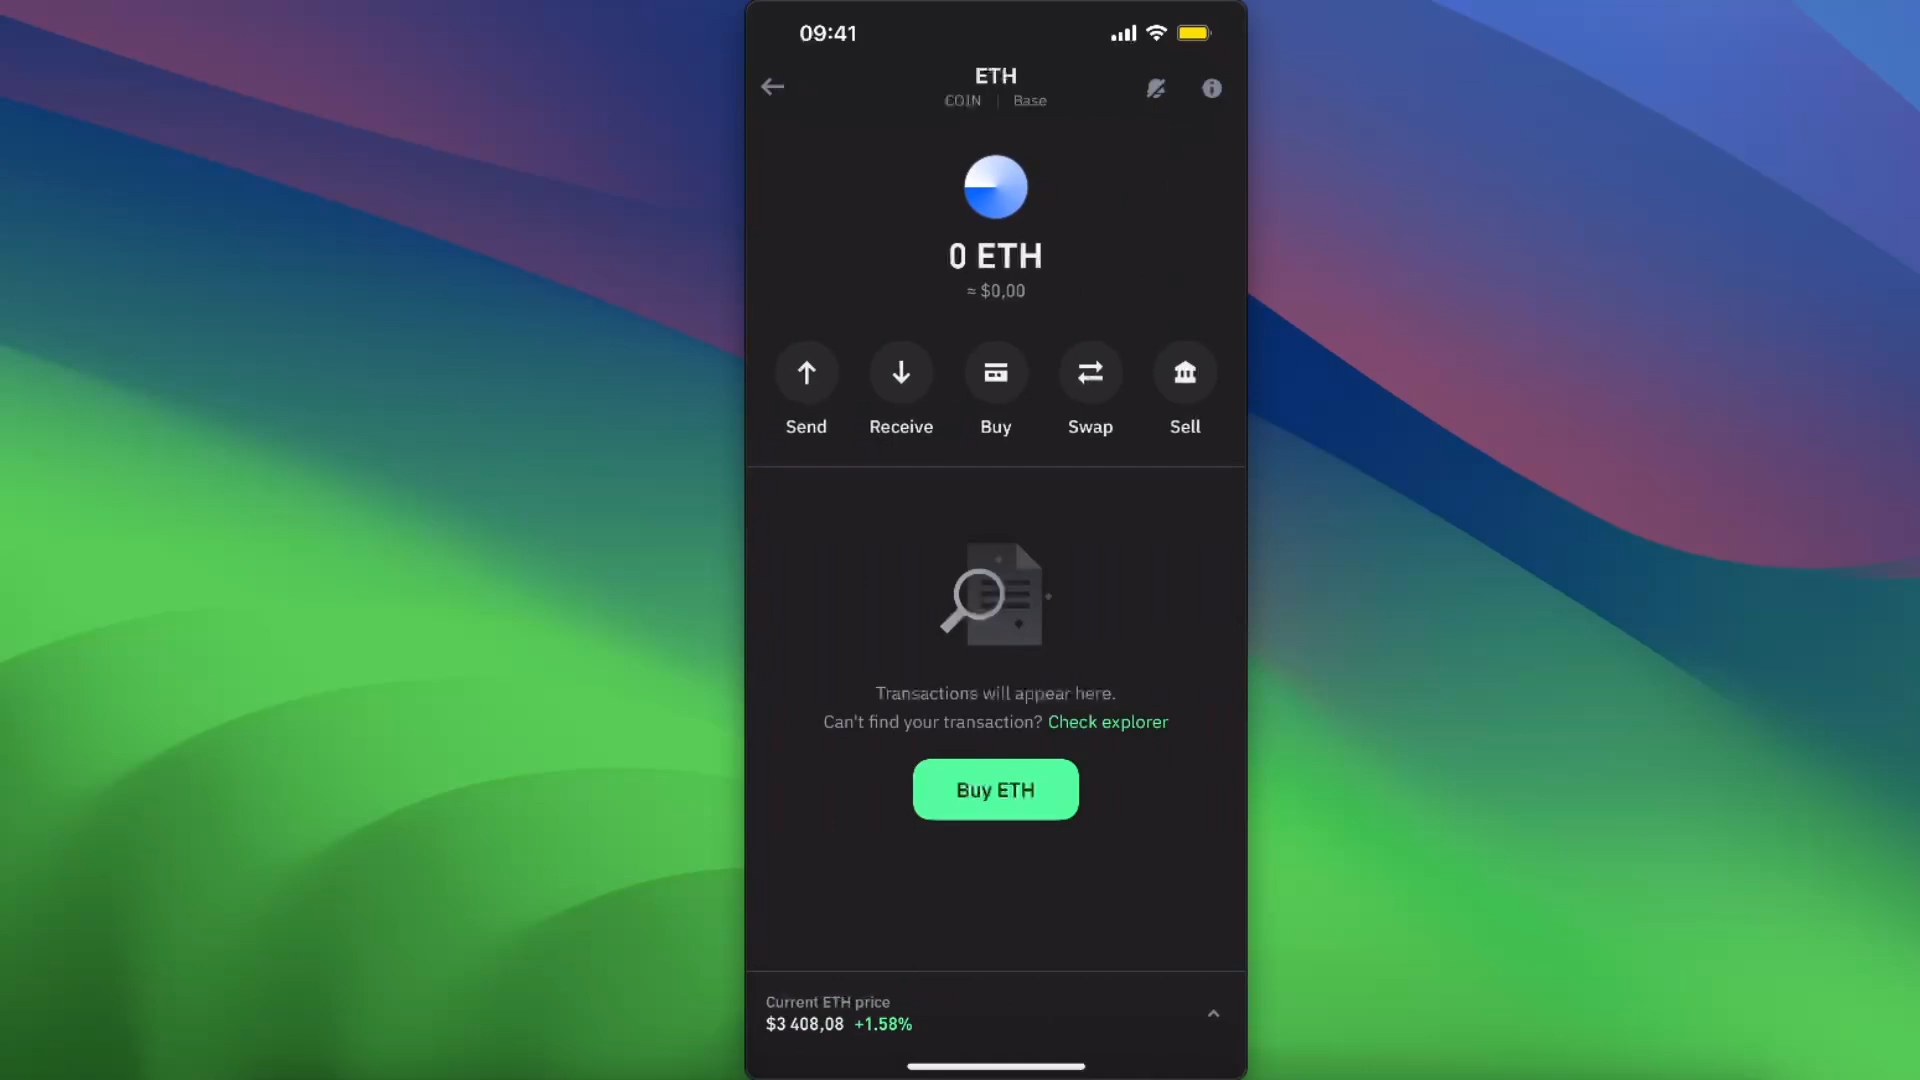 09:41
ETH
COIN | Base
0 ETH
≈ $0,00
Send
Receive
Buy
Swap
Sell
Transactions will appear here.
Can't find your transaction? Check explorer
Buy ETH
Current ETH price
$3 408,08 +1.58%